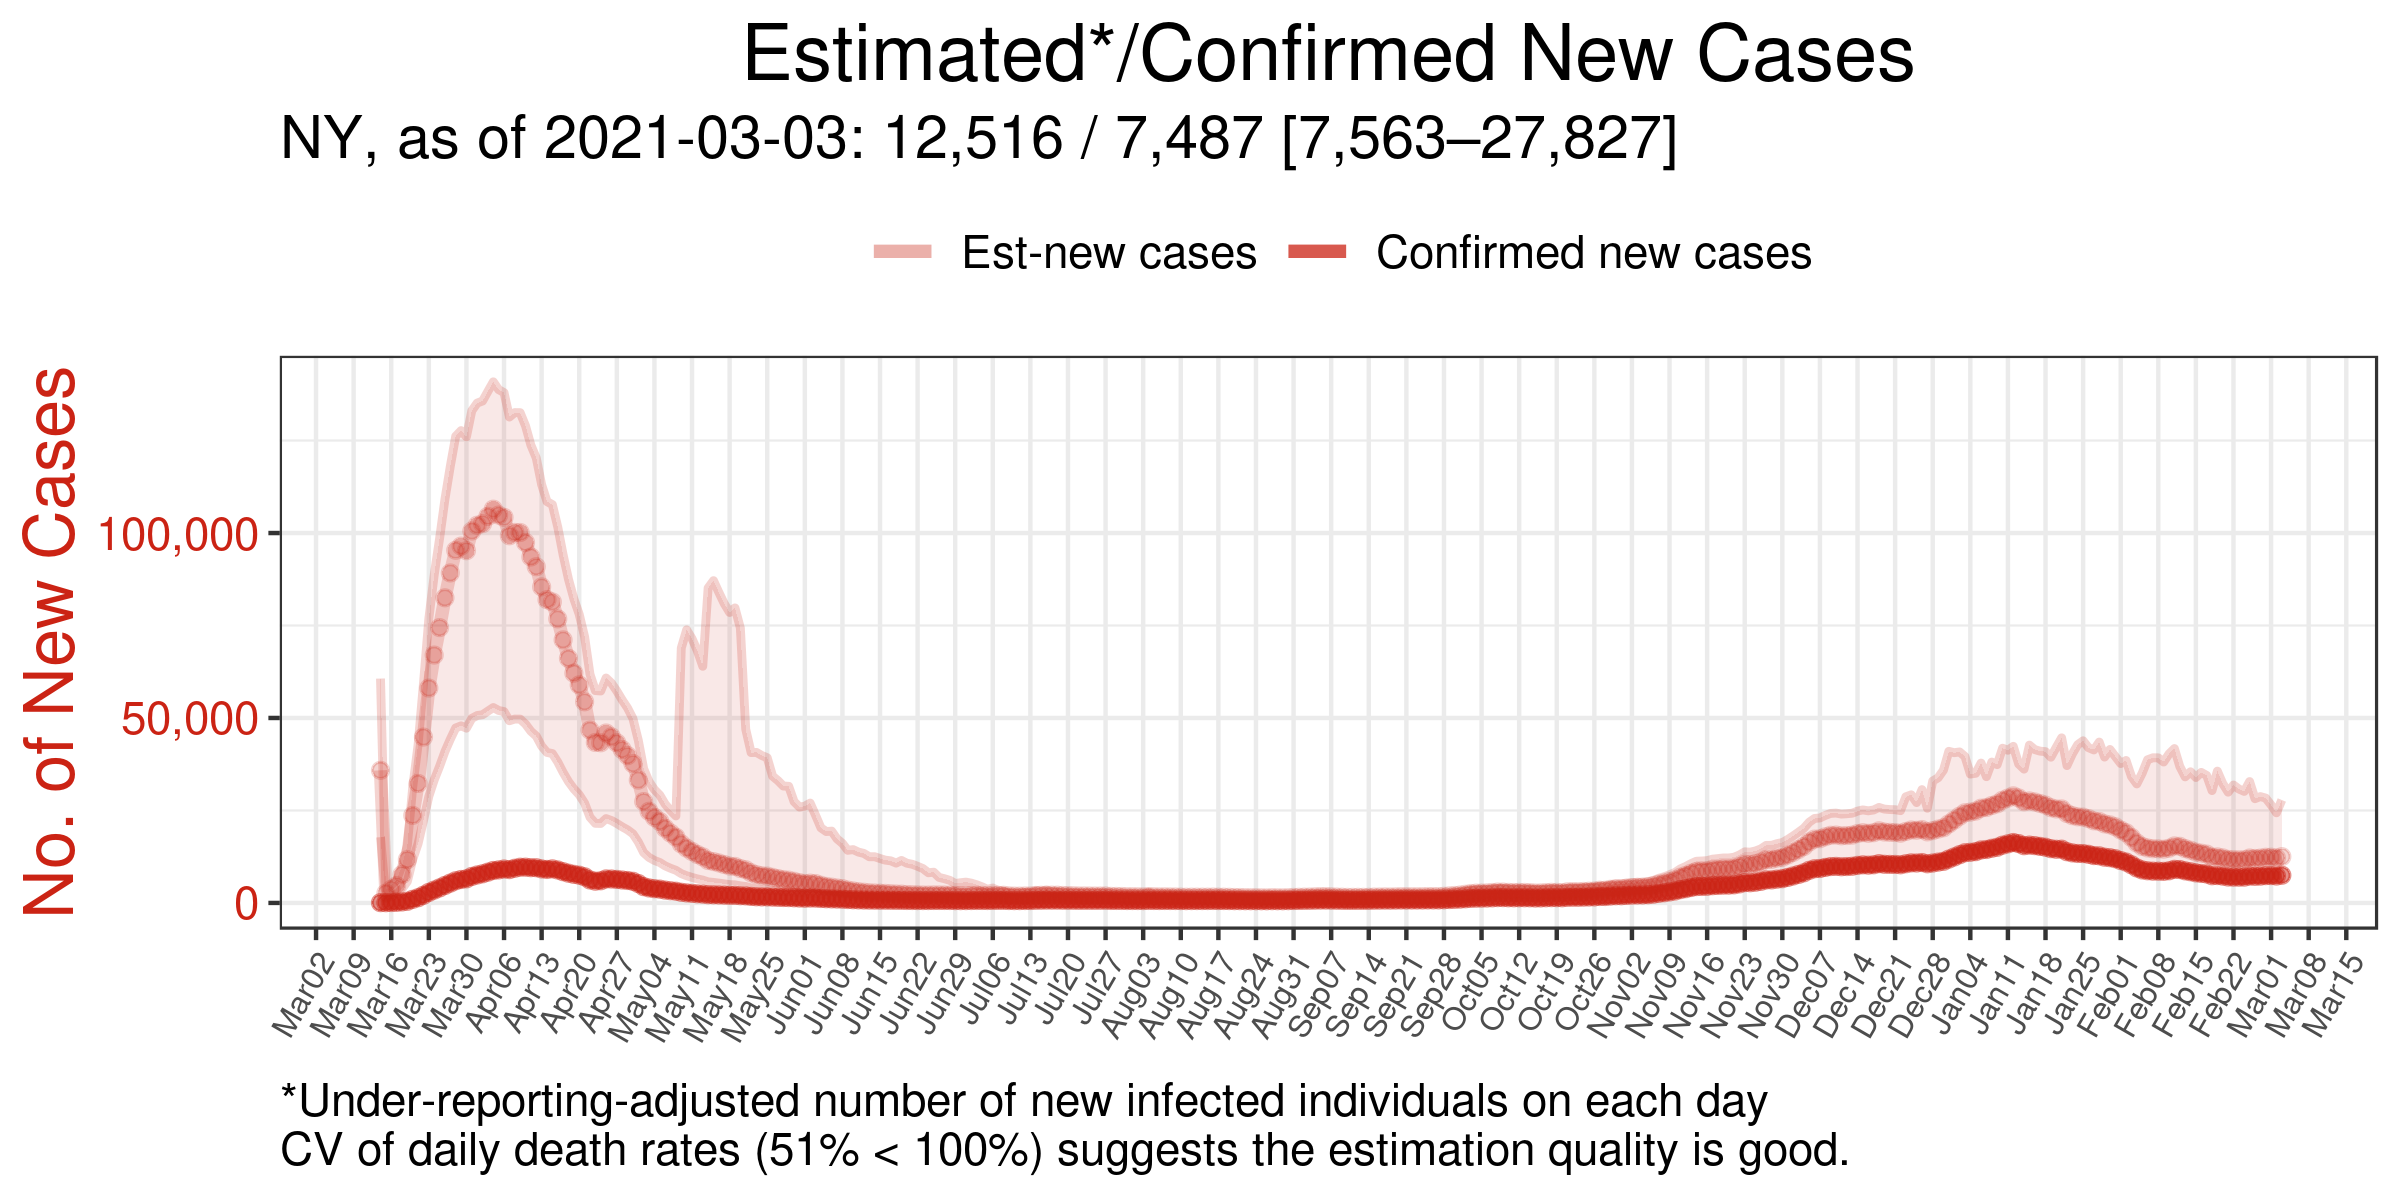 Estimated*/Confirmed New Cases
NY, as of 2021-03-03: 12,516 / 7,487 [7,563–27,827]
Est-new cases Confirmed new cases
No. of New Cases
100,000
50,000
0
Mar02 Mar09 Mar16 Mar23 Mar30 Apr06 Apr13 Apr20 Apr27 May04 May11 May18 May25 Jun01 Jun08 Jun15 Jun22 Jun29 Jul06 Jul13 Jul20 Jul27 Aug03 Aug10 Aug17 Aug24 Aug31 Sep07 Sep14 Sep21 Sep28 Oct05 Oct12 Oct19 Oct26 Nov02 Nov09 Nov16 Nov23 Nov30 Dec07 Dec14 Dec21 Dec28 Jan04 Jan11 Jan18 Jan25 Feb01 Feb08 Feb15 Feb22 Mar01 Mar08 Mar15
*Under-reporting-adjusted number of new infected individuals on each day
CV of daily death rates (51% < 100%) suggests the estimation quality is good.